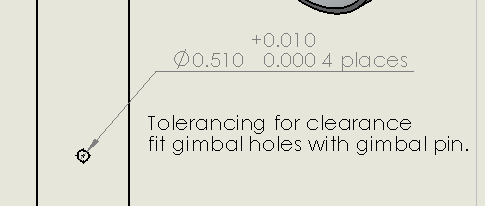 +0.010
Ø0.510 0.000 4 places
Tolerancing for clearance
fit gimbal holes with gimbal pin.